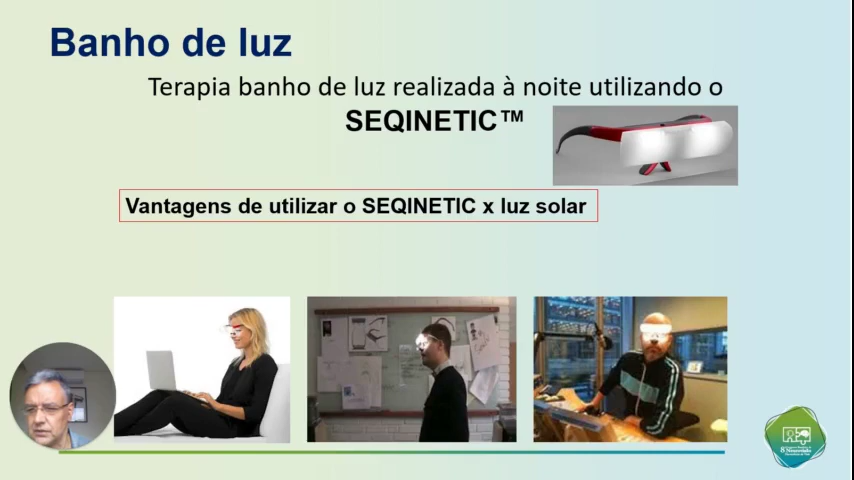 Banho de luz
Terapia banho de luz realizada à noite utilizando o
SEQINETIC™
Vantagens de utilizar o SEQINETIC x luz solar